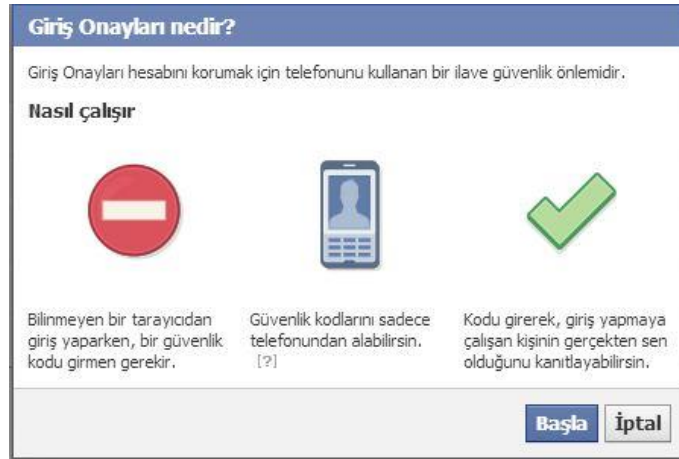 Giriş Onayları nedir?
Giriş Onayları hesabını korumak için telefonunu kullanan bir ilave güvenlik önlemidir.
Nasıl çalışır
Bilinmeyen bir tarayıcıdan
giriş yaparken, bir güvenlik
kodu girmen gerekir.
Güvenlik kodlarını sadece
telefonundan alabilirsin.
[?]
Kodu girerek, giriş yapmaya
çalışan kişinin gerçekten sen
olduğunu kanıtlayabilirsin.
Başla
İptal